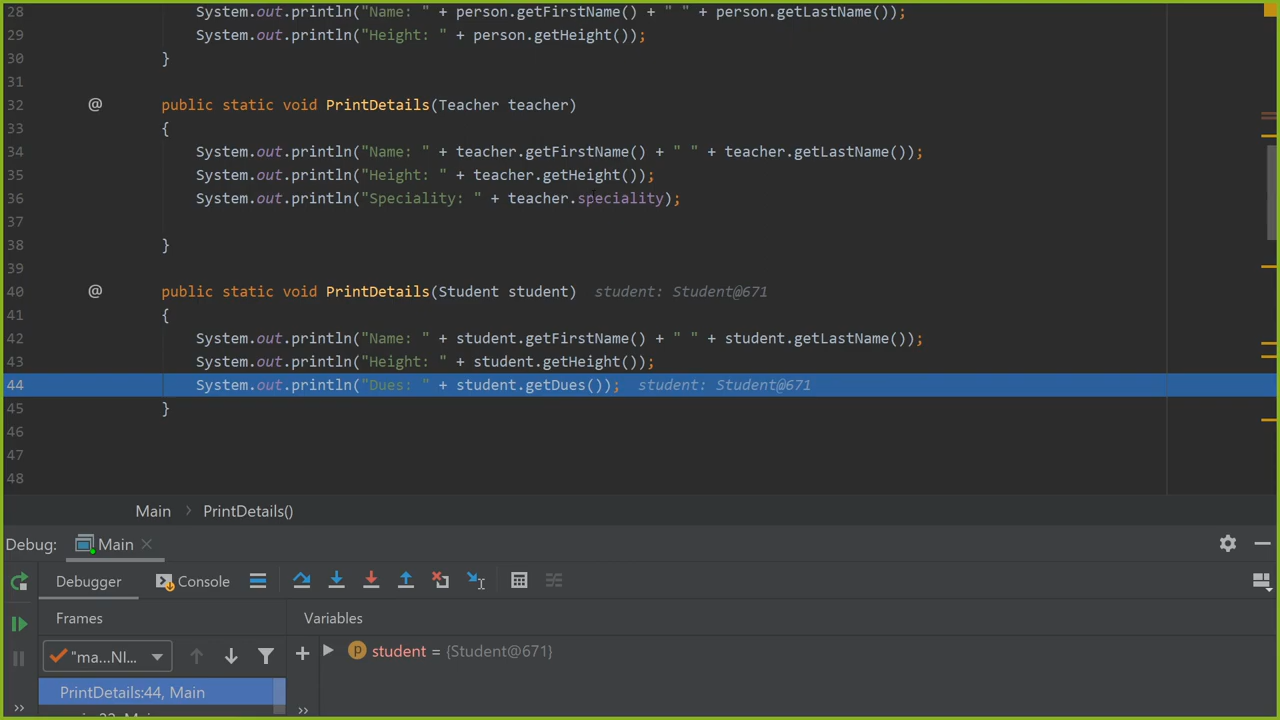 28 System.out.println("Name: " + person.getFirstName() + " " + person.getLastName());
29 System.out.println("Height: " + person.getHeight());
30 }
31
32 @ public static void PrintDetails(Teacher teacher)
33 {
34 System.out.println("Name: " + teacher.getFirstName() + " " + teacher.getLastName());
35 System.out.println("Height: " + teacher.getHeight());
36 System.out.println("Speciality: " + teacher.speciality);
37
38 }
39
40 @ public static void PrintDetails(Student student) student: Student@671
41 {
42 System.out.println("Name: " + student.getFirstName() + " " + student.getLastName());
43 System.out.println("Height: " + student.getHeight());
44 System.out.println("Dues: " + student.getDues()); student: Student@671
45 }
46
47
48
Main > PrintDetails()
Debug: Main
Debugger Console
Frames Variables
"ma...NI... student = {Student@671}
PrintDetails:44, Main